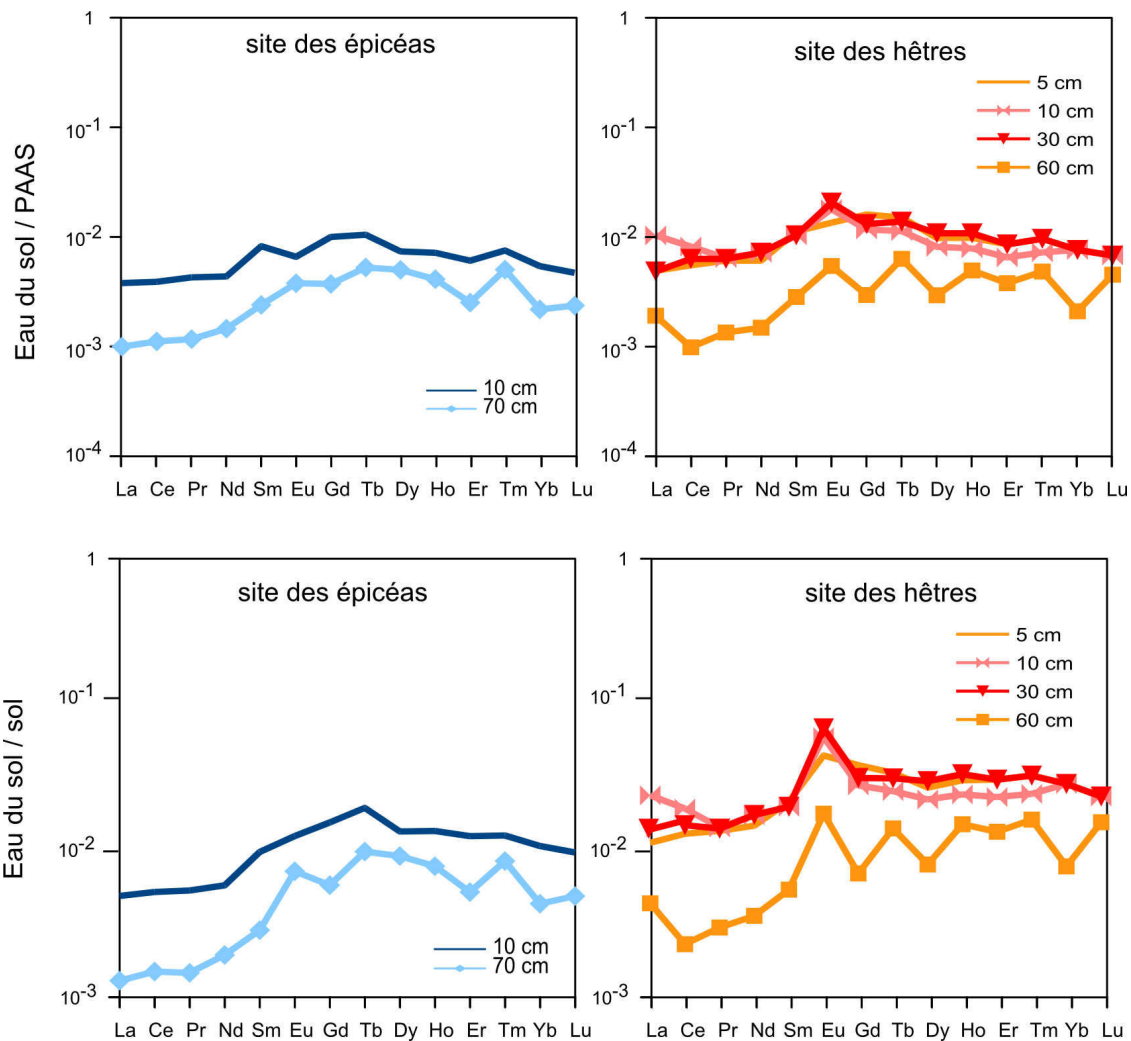 Eau du sol / PAAS
site des épicéas
1
10-1
10-2
10-3
10-4
10 cm
70 cm
La Ce Pr Nd Sm Eu Gd Tb Dy Ho Er Tm Yb Lu
site des hêtres
1
10-1
10-2
10-3
10-4
5 cm
10 cm
30 cm
60 cm
La Ce Pr Nd Sm Eu Gd Tb Dy Ho Er Tm Yb Lu
Eau du sol / sol
site des épicéas
1
10-1
10-2
10-3
10 cm
70 cm
La Ce Pr Nd Sm Eu Gd Tb Dy Ho Er Tm Yb Lu
site des hêtres
1
10-1
10-2
10-3
5 cm
10 cm
30 cm
60 cm
La Ce Pr Nd Sm Eu Gd Tb Dy Ho Er Tm Yb Lu